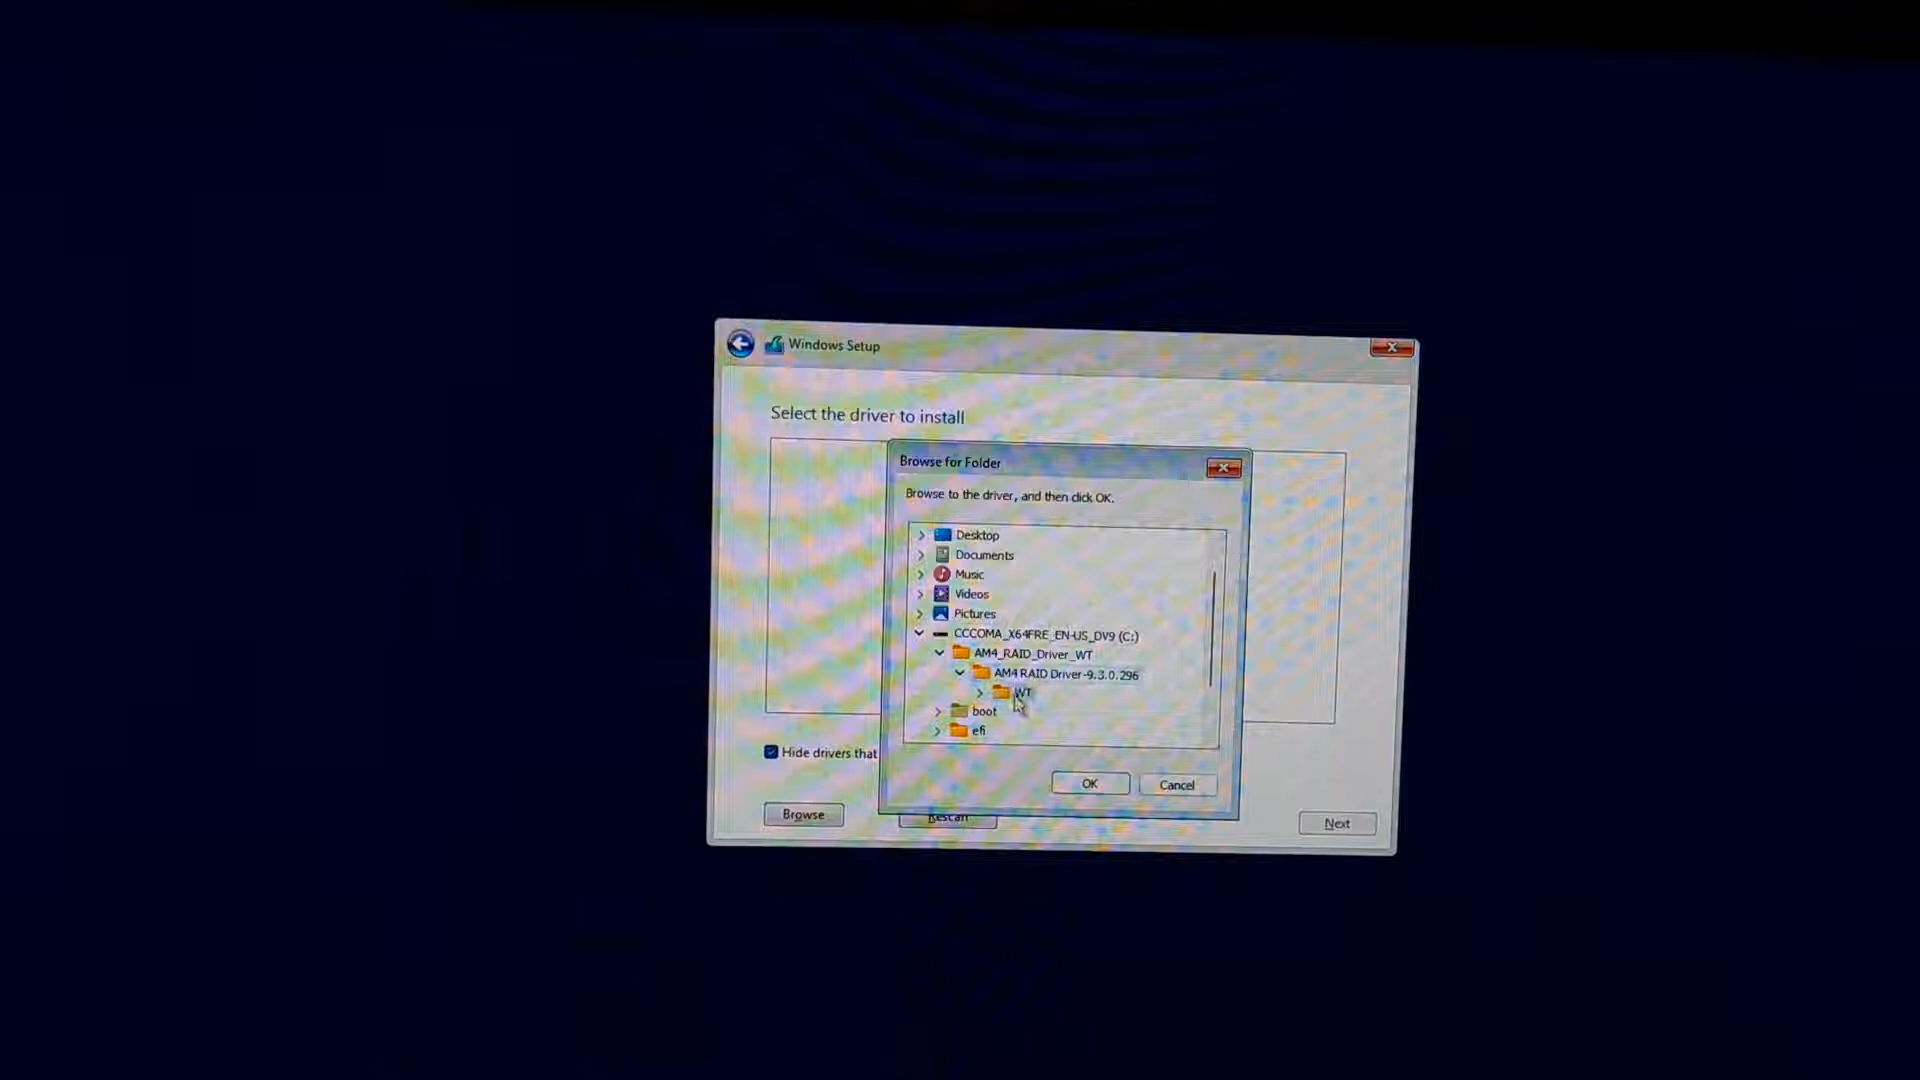 Windows Setup
Select the driver to install
Browse for Folder
Browse to the driver, and then click OK.
Desktop
Documents
Music
Videos
Pictures
CCCOMA_X64FRE_EN-US_DV9 (C:)
AM4_RAID_Driver_WT
AM4 RAID Driver-9.3.0.296
WT
boot
efi
OK
Cancel
Hide drivers that
Browse
Rescan
Next